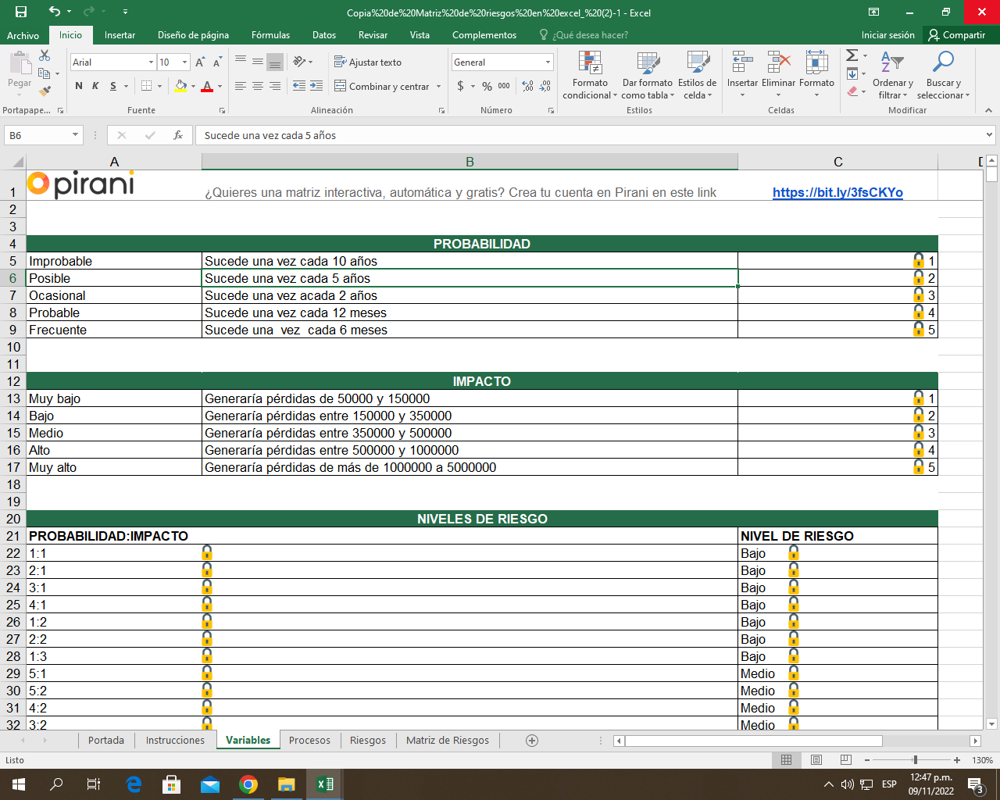 Copia%20de%20Matriz%20de%20riesgos%20en%20excel_%20(2)-1 - Excel
Archivo Inicio Insertar Diseño de página Fórmulas Datos Revisar Vista Complementos ¿Qué desea hacer? Iniciar sesión Compartir
Pegar
Portapape...
Arial 10
N K S
Fuente
Ajustar texto
Combinar y centrar
Alineación
General
$ % 000
Número
Formato condicional
Dar formato como tabla
Estilos de celda
Estilos
Insertar Eliminar Formato
Celdas
Ordenar y filtrar
Buscar y seleccionar
Modificar
B6 fx Sucede una vez cada 5 años
A B C
1 pirani ¿Quieres una matriz interactiva, automática y gratis? Crea tu cuenta en Pirani en este link https://bit.ly/3fsCKYo
2
3
4 PROBABILIDAD
5 Improbable Sucede una vez cada 10 años 1
6 Posible Sucede una vez cada 5 años 2
7 Ocasional Sucede una vez acada 2 años 3
8 Probable Sucede una vez cada 12 meses 4
9 Frecuente Sucede una  vez  cada 6 meses 5
10
11
12 IMPACTO
13 Muy bajo Generaría pérdidas de 50000 y 150000 1
14 Bajo Generaría pérdidas entre 150000 y 350000 2
15 Medio Generaría pérdidas entre 350000 y 500000 3
16 Alto Generaría pérdidas entre 500000 y 1000000 4
17 Muy alto Generaría pérdidas de más de 1000000 a 5000000 5
18
19
20 NIVELES DE RIESGO
21 PROBABILIDAD:IMPACTO NIVEL DE RIESGO
22 1:1 Bajo
23 2:1 Bajo
24 3:1 Bajo
25 4:1 Bajo
26 1:2 Bajo
27 2:2 Bajo
28 1:3 Bajo
29 5:1 Medio
30 5:2 Medio
31 4:2 Medio
32 3:2 Medio
Portada Instrucciones Variables Procesos Riesgos Matriz de Riesgos
Listo 130%
ESP 12:47 p.m.
09/11/2022 3